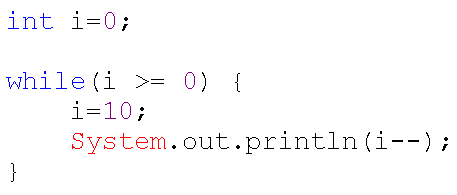 int i=0;
while(i >= 0) {
i=10;
System.out.println(i--);
}